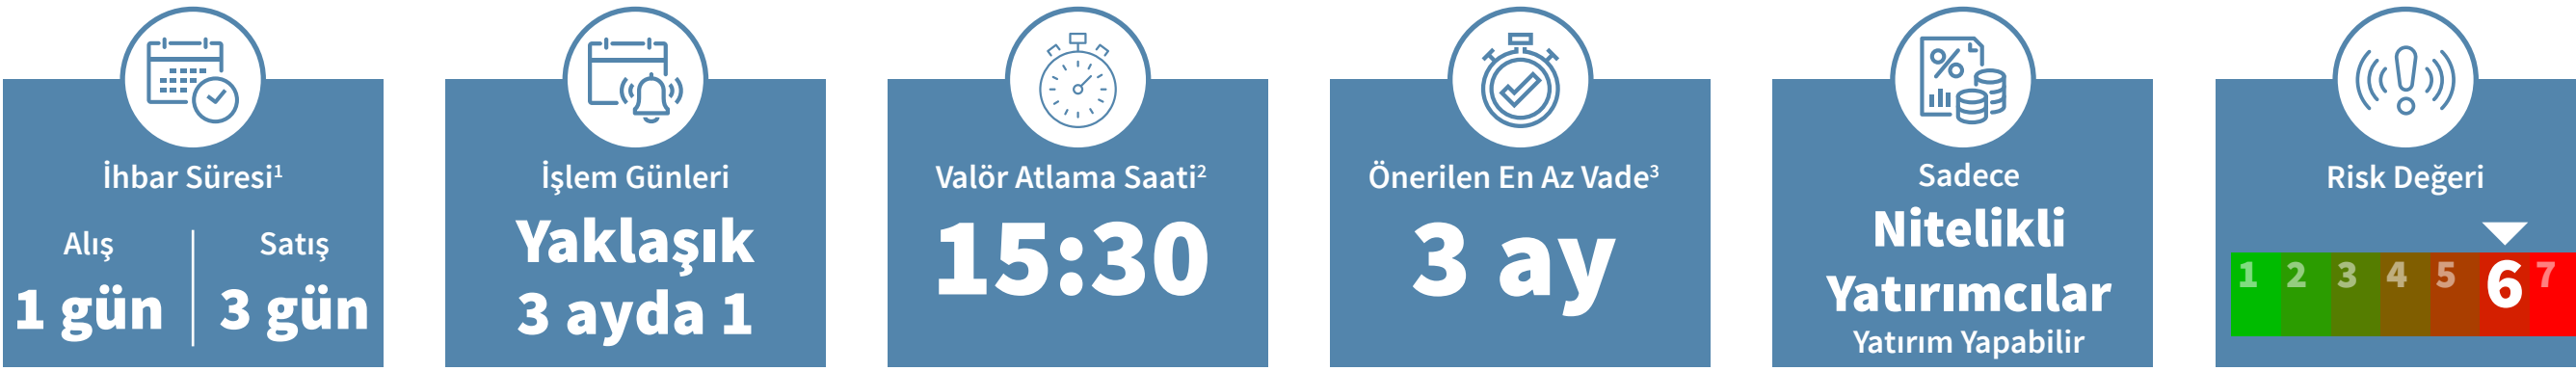 İhbar Süresi¹
Alış
1 gün
Satış
3 gün
İşlem Günleri
Yaklaşık
3 ayda 1
Valör Atlama Saati²
15:30
Önerilen En Az Vade³
3 ay
%
Sadece
Nitelikli
Yatırımcılar
Yatırım Yapabilir
Risk Değeri
1 2 3 4 5 6 7